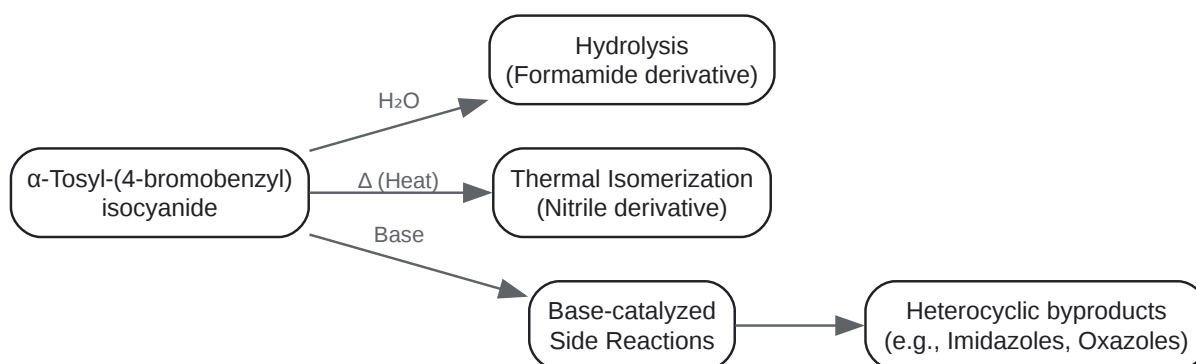 Hydrolysis
(Formamide derivative)
H₂O
α-Tosyl-(4-bromobenzyl)
isocyanide
Δ (Heat)
Thermal Isomerization
(Nitrile derivative)
Base
Base-catalyzed
Side Reactions
Heterocyclic byproducts
(e.g., Imidazoles, Oxazoles)